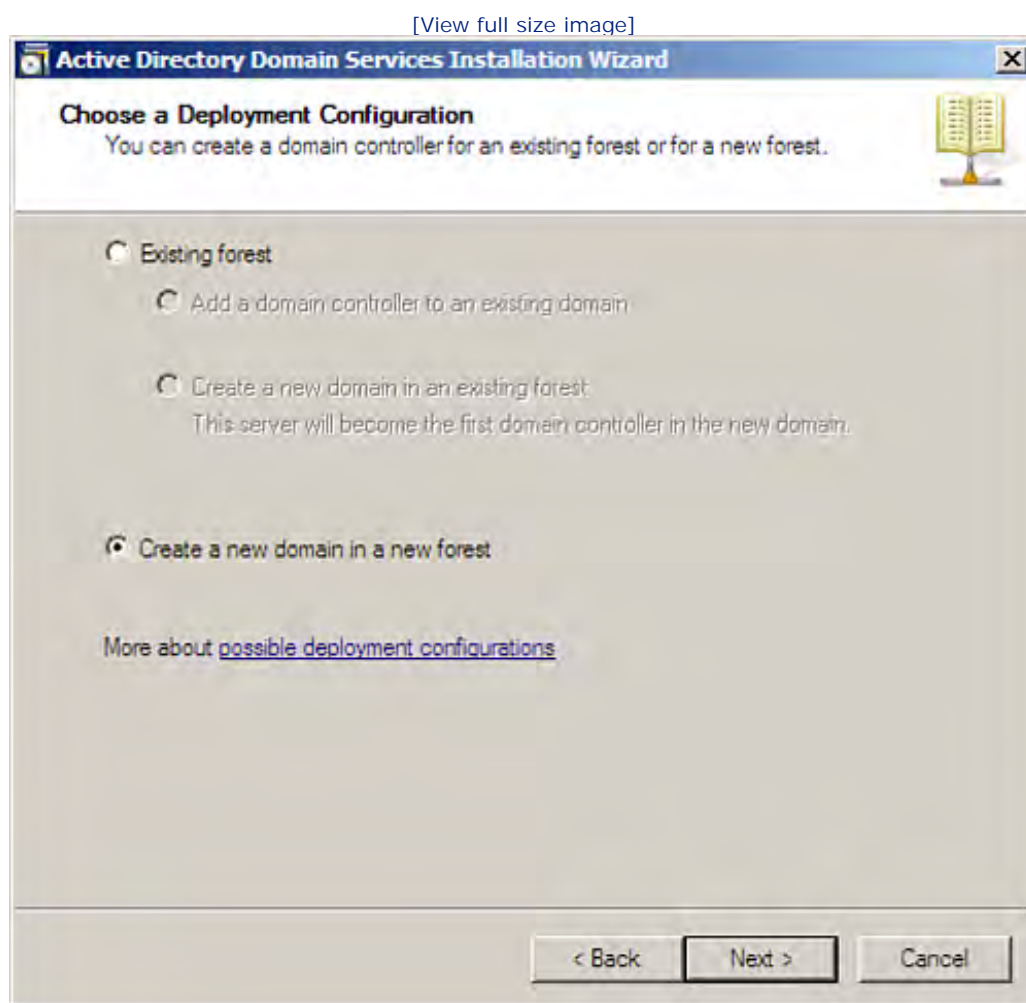 [View full size image]
Active Directory Domain Services Installation Wizard
Choose a Deployment Configuration
You can create a domain controller for an existing forest or for a new forest.
Existing forest
Add a domain controller to an existing domain
Create a new domain in an existing forest
This server will become the first domain controller in the new domain.
Create a new domain in a new forest
More about possible deployment configurations
< Back Next > Cancel